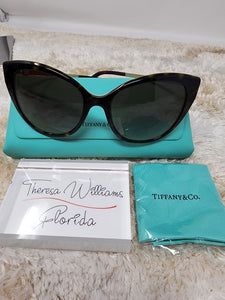 TIFFANY & CO.
Theresa Williams
Florida
TIFFANY & CO.